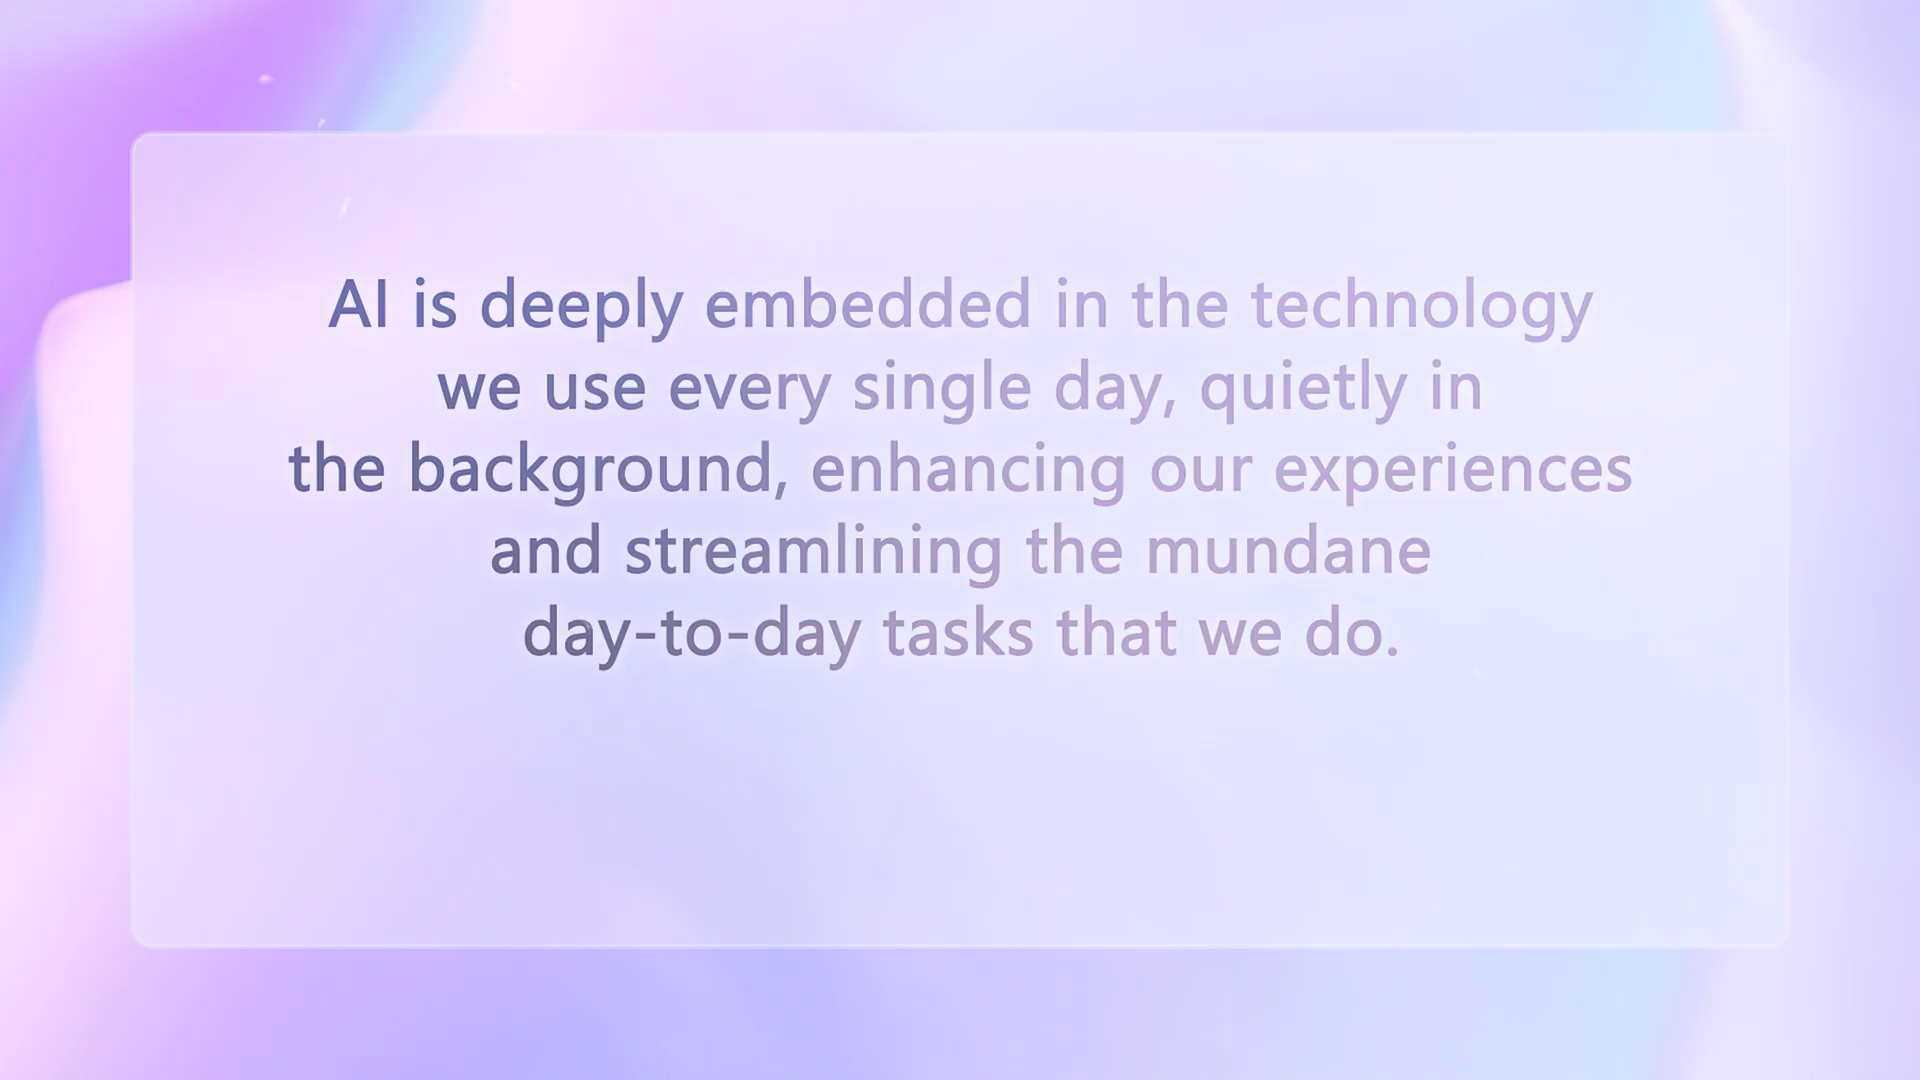 AI is deeply embedded in the technology
we use every single day, quietly in
the background, enhancing our experiences
and streamlining the mundane
day-to-day tasks that we do.